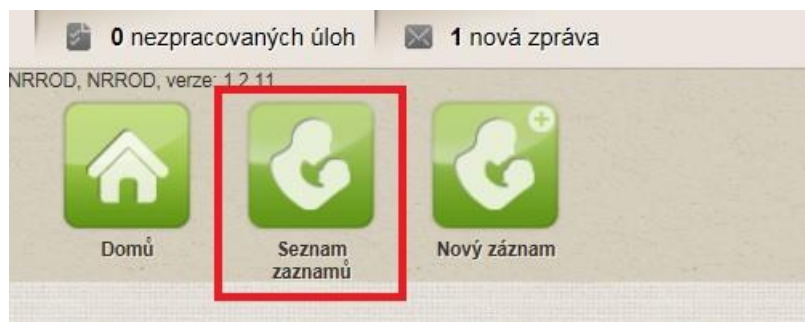 0 nezpracovaných úloh
1 nová zpráva
NRROD, NRROD, verze: 1.2.11
Domů
Seznam
zaznamů
Nový záznam